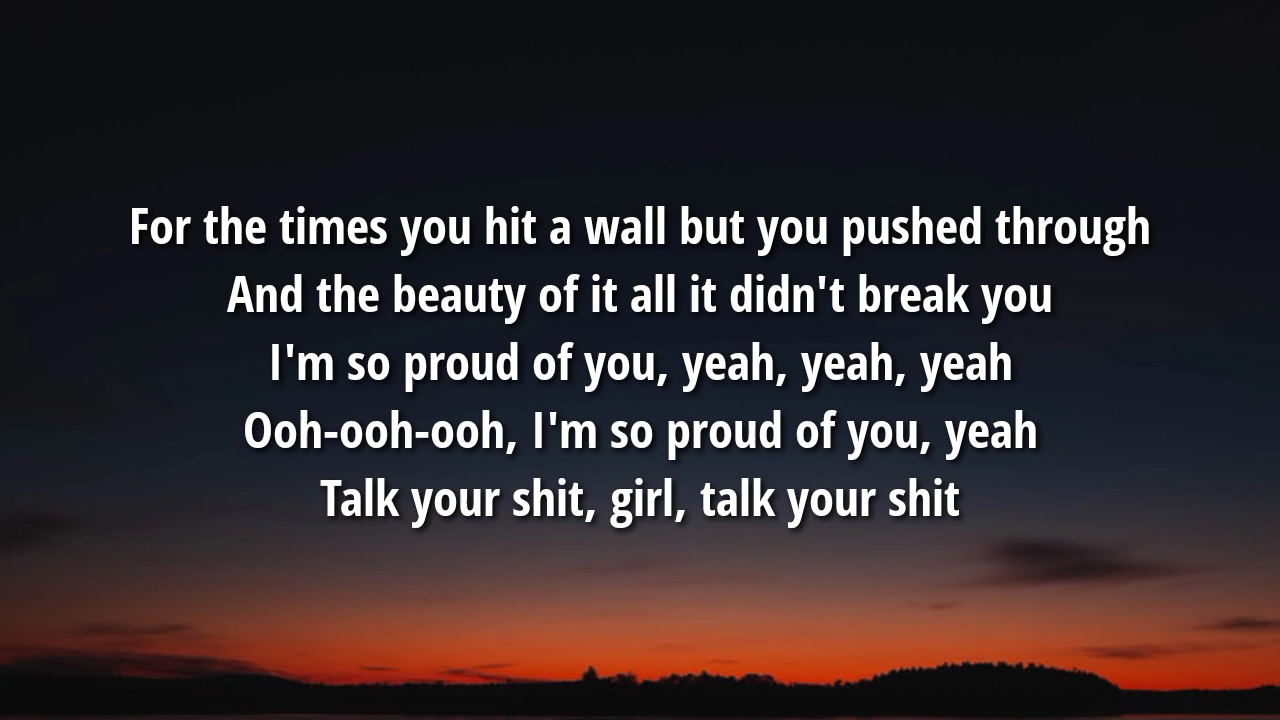 For the times you hit a wall but you pushed through
And the beauty of it all it didn't break you
I'm so proud of you, yeah, yeah, yeah
Ooh-ooh-ooh, I'm so proud of you, yeah
Talk your shit, girl, talk your shit